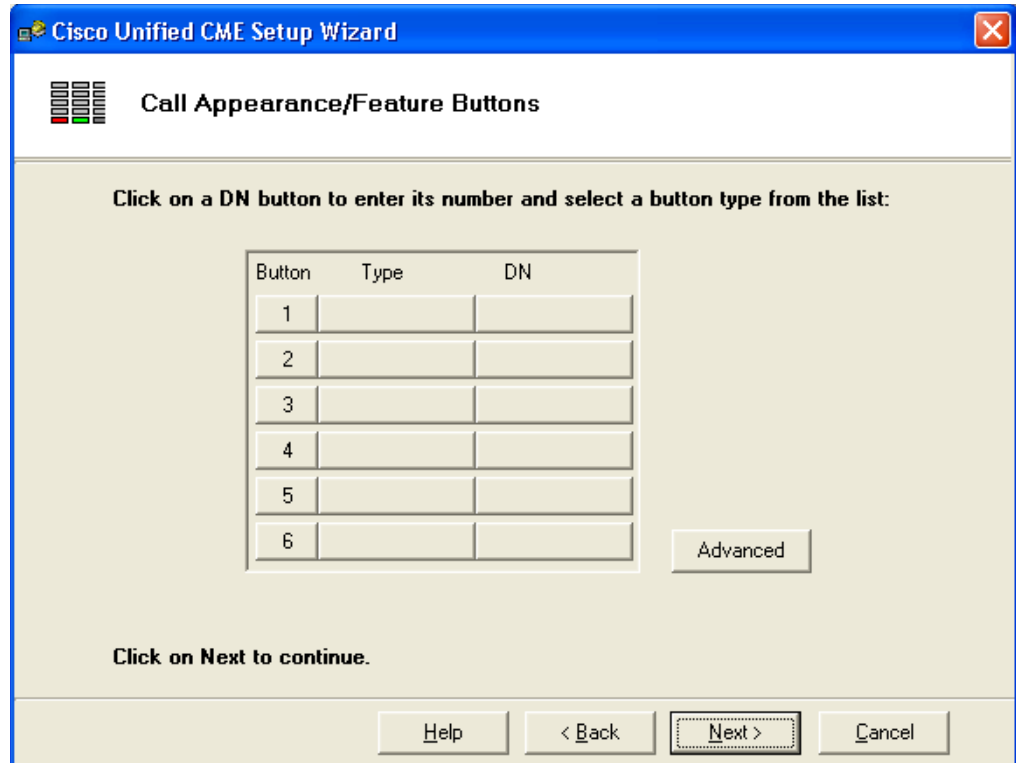 Cisco Unified CME Setup Wizard
Call Appearance/Feature Buttons
Click on a DN button to enter its number and select a button type from the list:
Button Type DN
1
2
3
4
5
6
Advanced
Click on Next to continue.
Help < Back Next > Cancel